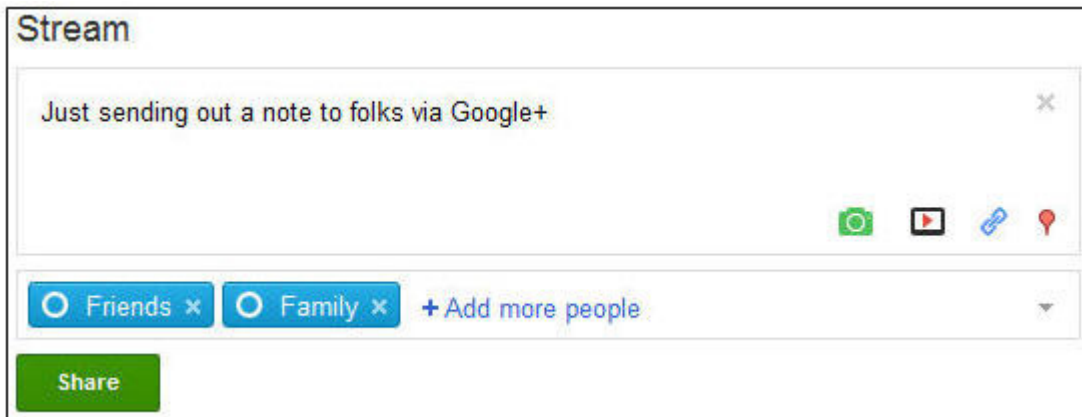 Stream
Just sending out a note to folks via Google+
Friends × Family × + Add more people
Share